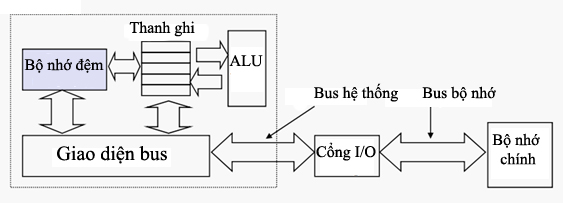 Thanh ghi
Bộ nhớ đệm
ALU
Bus hệ thống
Bus bộ nhớ
Giao diện bus
Cổng I/O
Bộ nhớ
chính